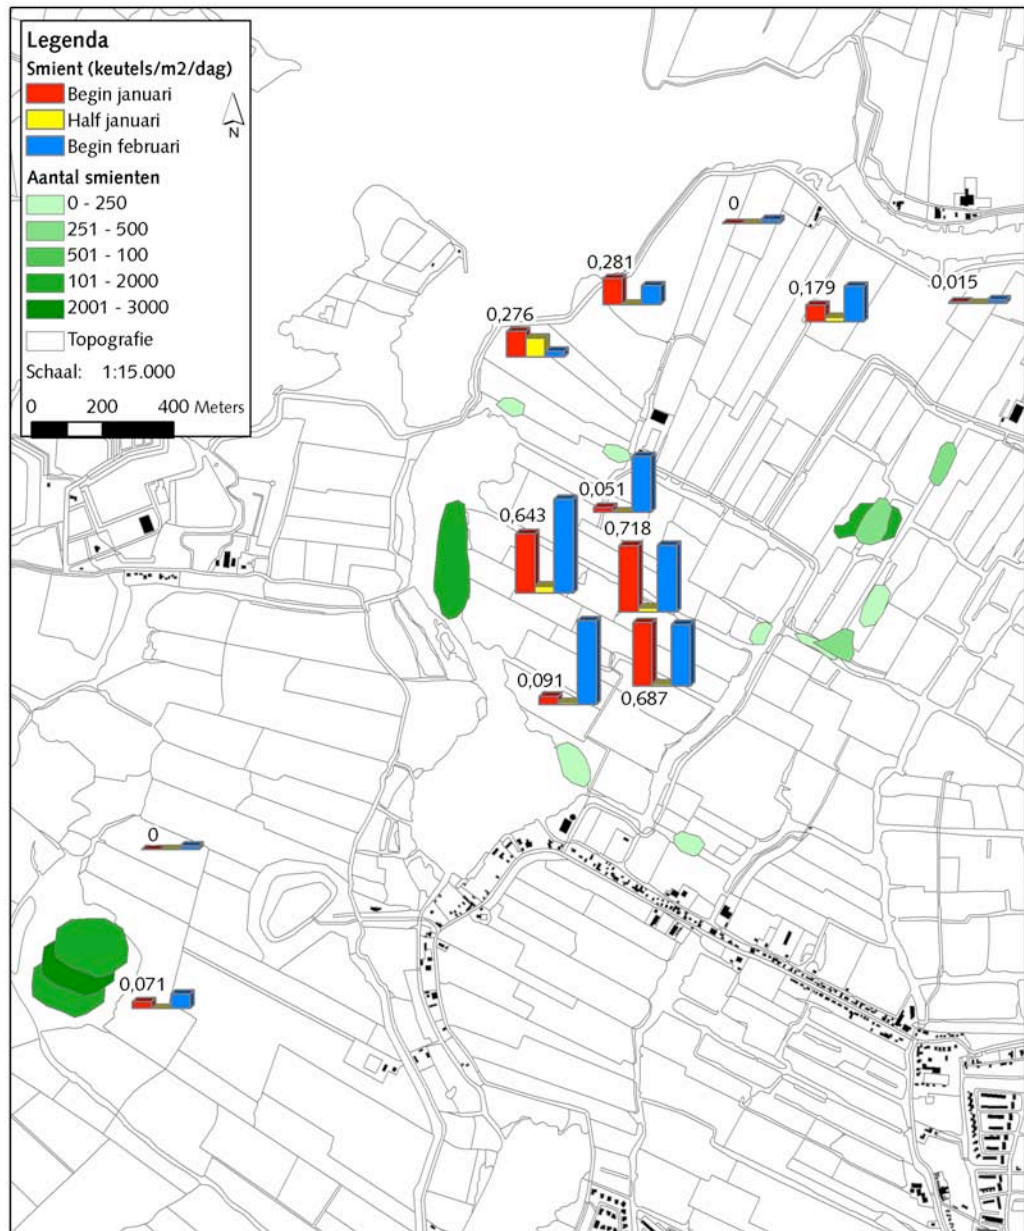 Legenda
Smient (keutels/m2/dag)
Begin januari
Half januari
Begin februari
N
Aantal smienten
0 - 250
251 - 500
501 - 100
101 - 2000
2001 - 3000
Topografie
Schaal: 1:15.000
0 200 400 Meters
0
0,281
0,179
0,015
0,276
0,051
0,643
0,718
0,091
0,687
0
0,071